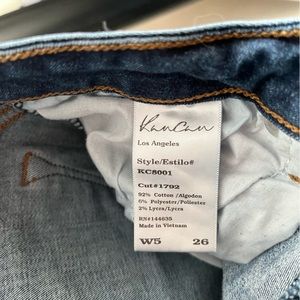 KanCan
Los Angeles
Style/Estilo#
KC8001
Cut#1792
92% Cotton /Algodon
6% Polyester/Poliester
2% Lycra/Lycra
RN#144635
Made in Vietnam
W5 26